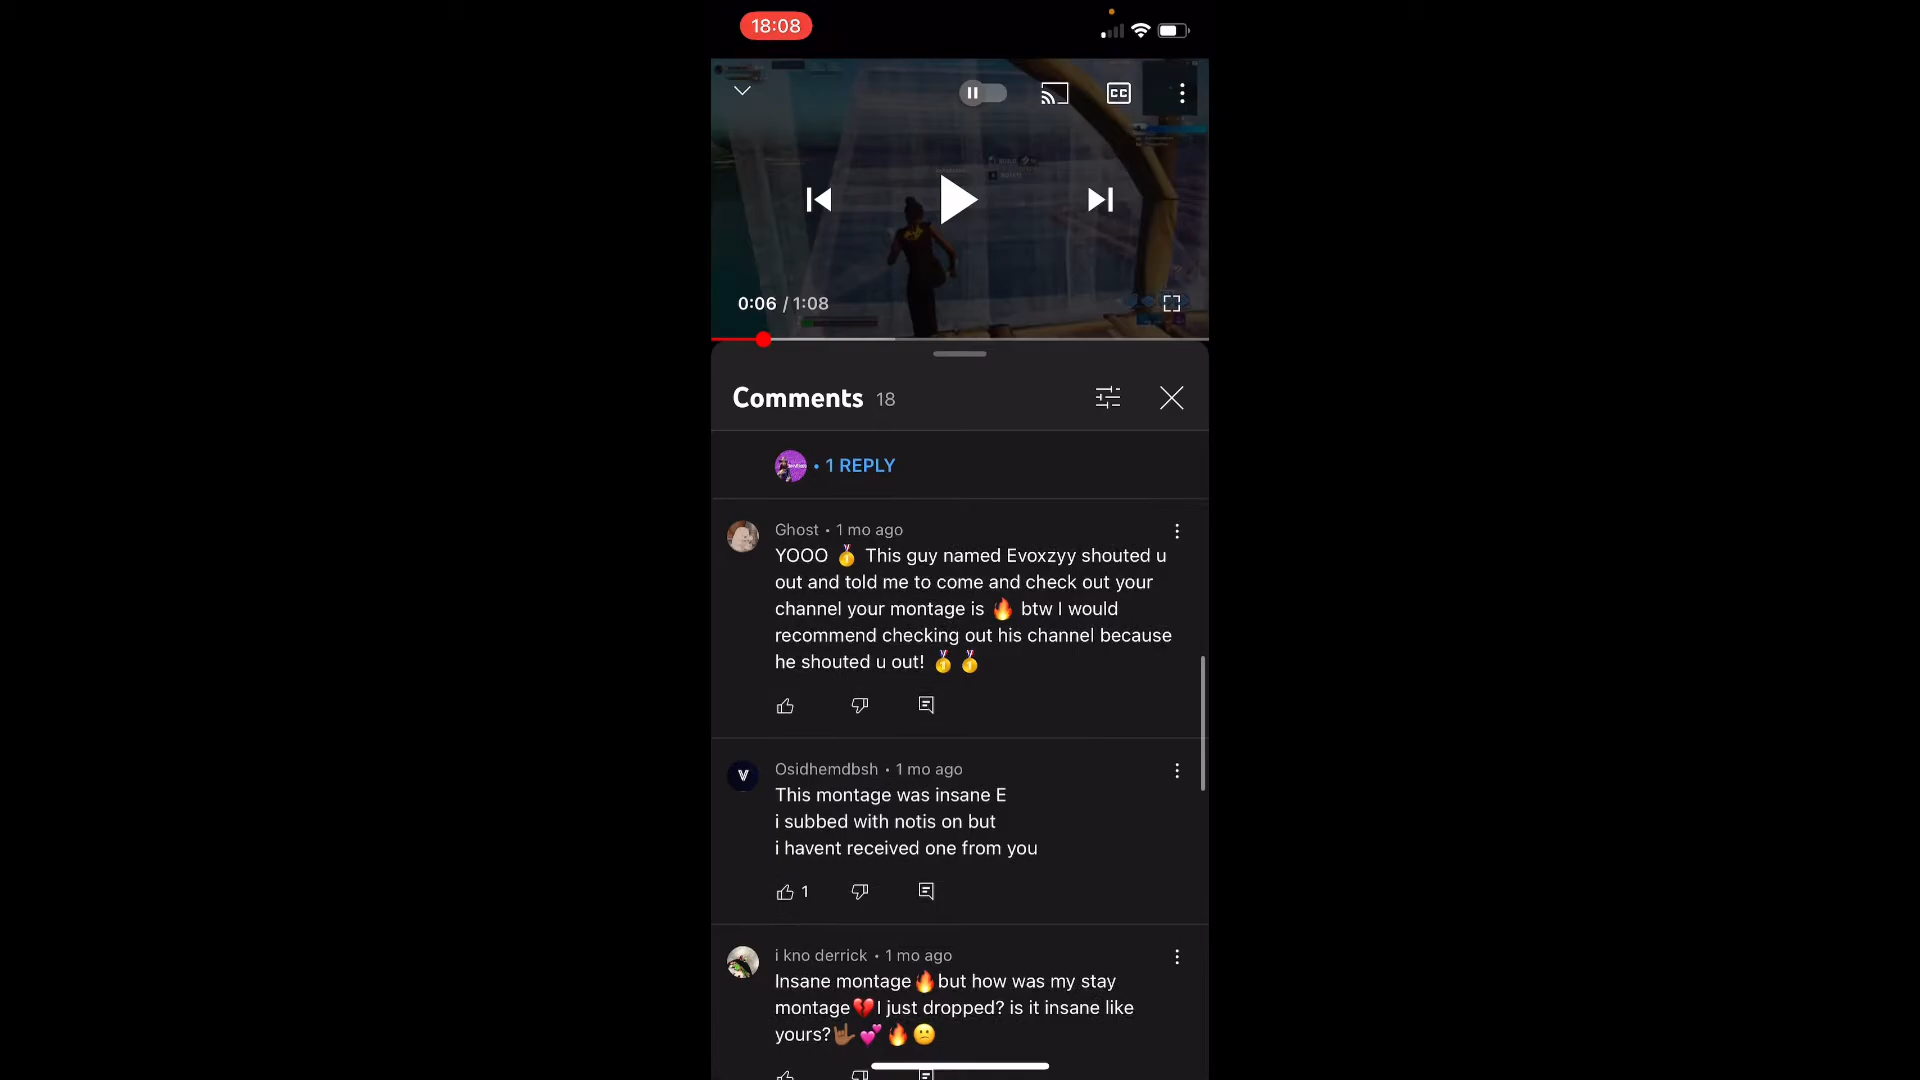 18:08
CC
0:06 / 1:08
Comments 18
• 1 REPLY
Ghost • 1 mo ago
YOOO 🥇 This guy named Evoxzyy shouted u
out and told me to come and check out your
channel your montage is 🔥 btw I would
recommend checking out his channel because
he shouted u out! 🥇 🥇
V
Osidhemdbsh • 1 mo ago
This montage was insane E
i subbed with notis on but
i havent received one from you
1
i kno derrick • 1 mo ago
Insane montage🔥but how was my stay
montage💔I just dropped? is it insane like
yours?🤟🏾💕🔥😕